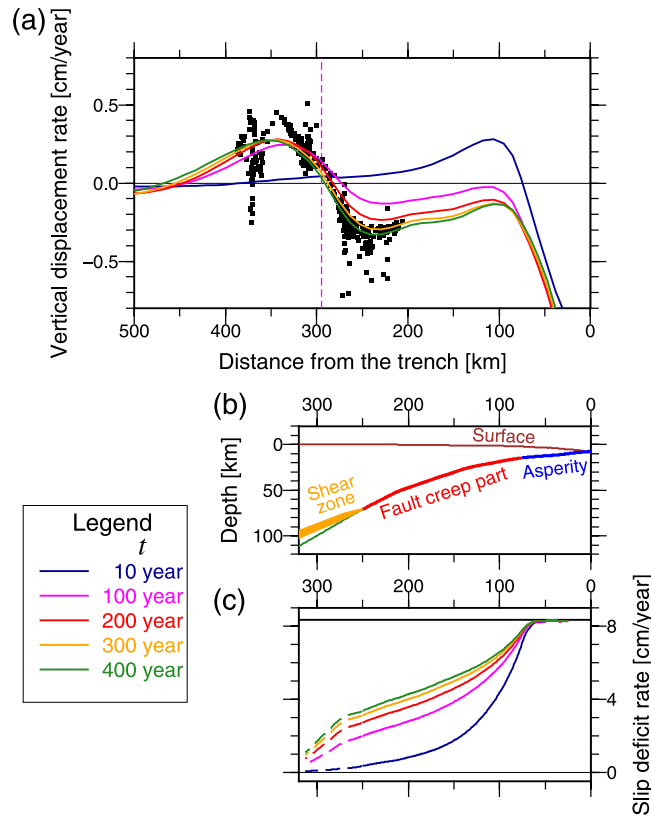 (a)
Vertical displacement rate [cm/year]
0.5
0.0
−0.5
500 400 300 200 100 0
Distance from the trench [km]
(b)
300 200 100 0
Depth [km]
0
50
100
Surface
Asperity
Fault creep part
Shear
zone
Legend
t
10 year
100 year
200 year
300 year
400 year
(c)
8
4
0
Slip deficit rate [cm/year]
300 200 100 0